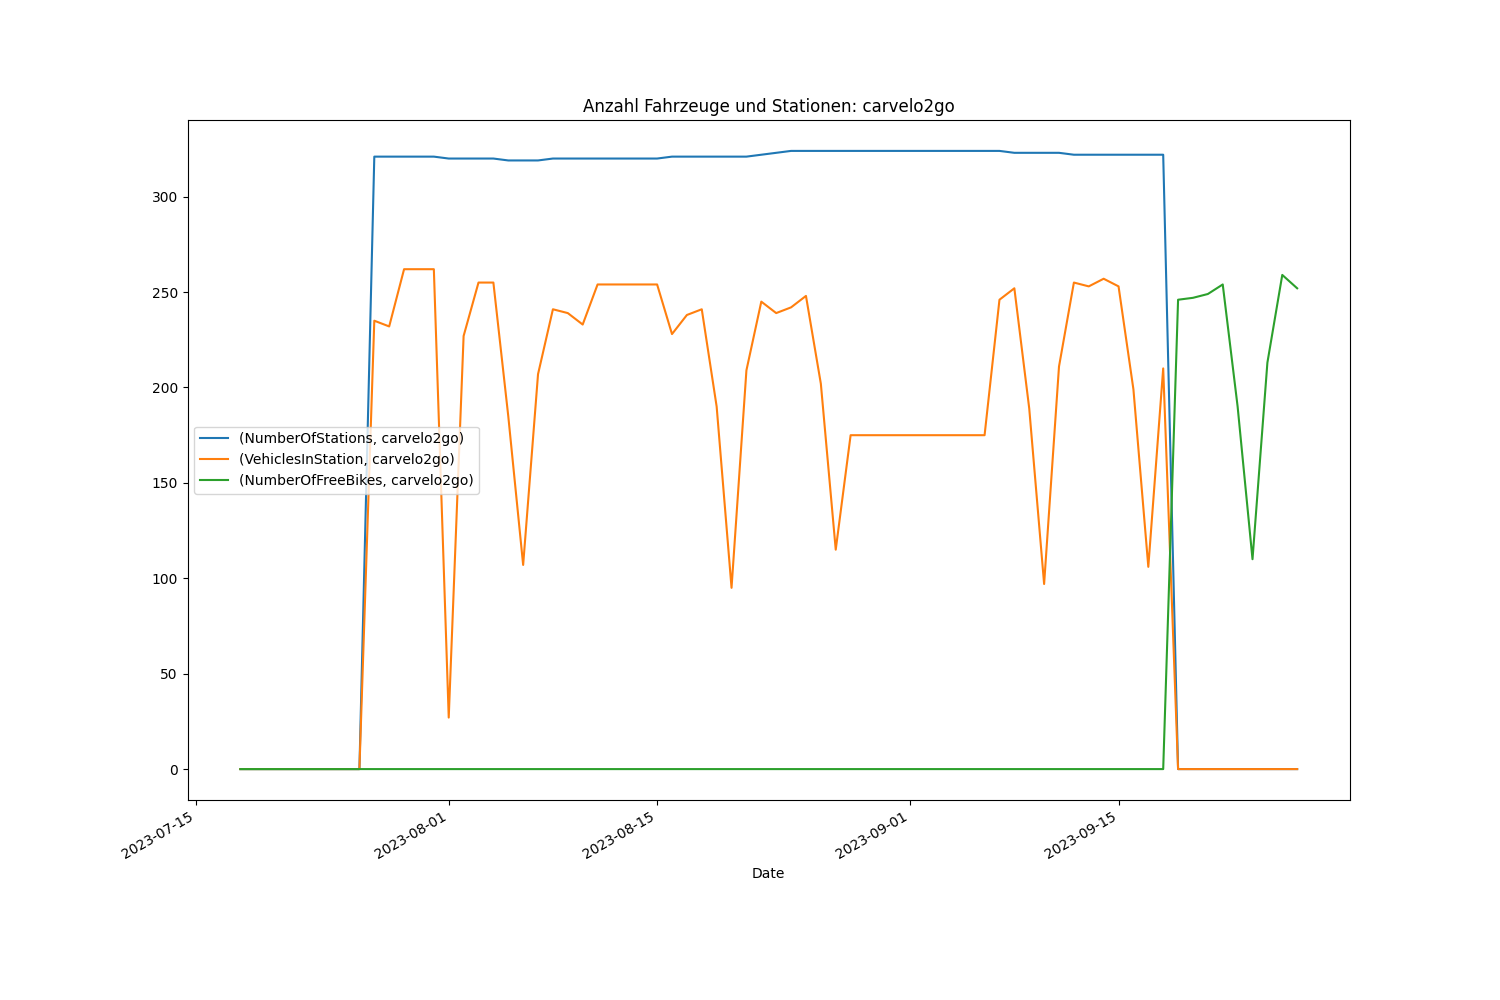 Anzahl Fahrzeuge und Stationen: carvelo2go
300
250
200
150
100
50
0
(NumberOfStations, carvelo2go)
(VehiclesInStation, carvelo2go)
(NumberOfFreeBikes, carvelo2go)
2023-07-15
2023-08-01
2023-08-15
2023-09-01
2023-09-15
Date